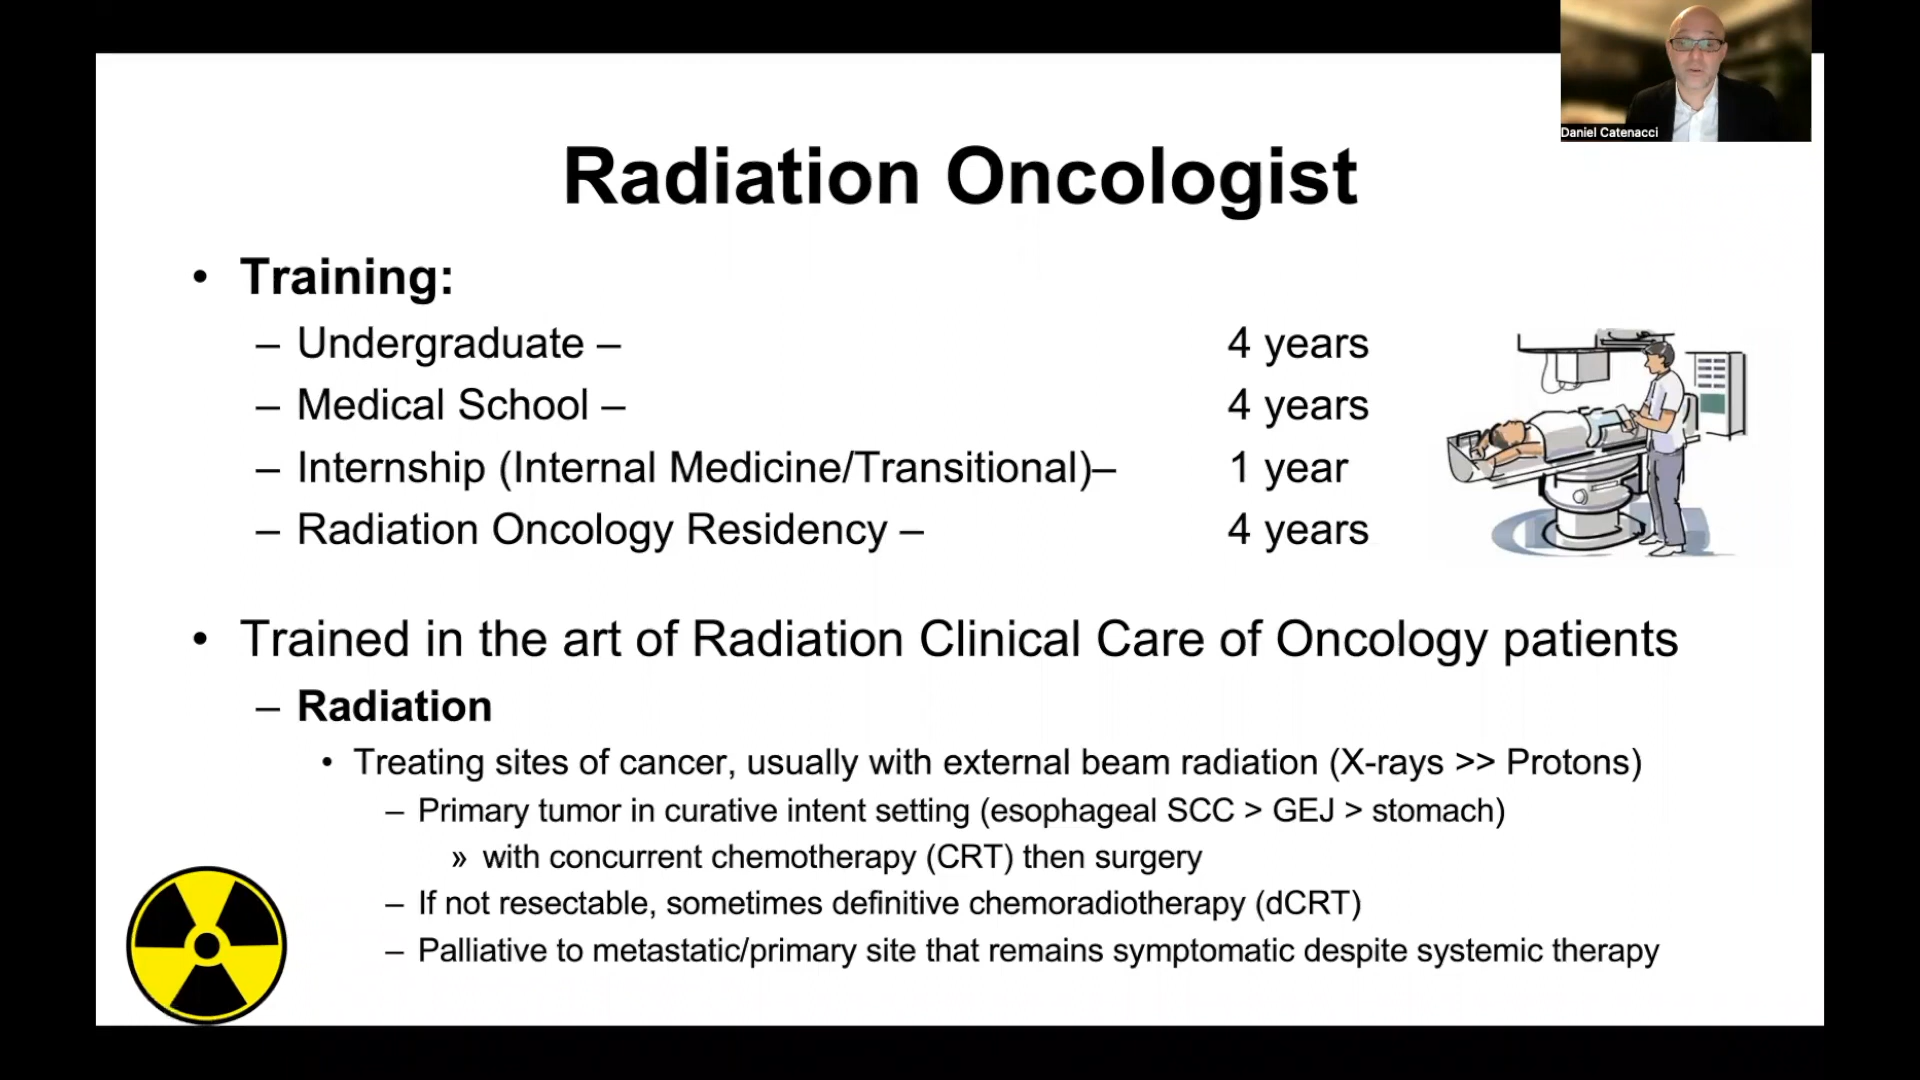 Daniel Catenacci
Radiation Oncologist
• Training:
– Undergraduate – 4 years
– Medical School – 4 years
– Internship (Internal Medicine/Transitional)– 1 year
– Radiation Oncology Residency – 4 years
• Trained in the art of Radiation Clinical Care of Oncology patients
– Radiation
• Treating sites of cancer, usually with external beam radiation (X-rays >> Protons)
– Primary tumor in curative intent setting (esophageal SCC > GEJ > stomach)
» with concurrent chemotherapy (CRT) then surgery
– If not resectable, sometimes definitive chemoradiotherapy (dCRT)
– Palliative to metastatic/primary site that remains symptomatic despite systemic therapy